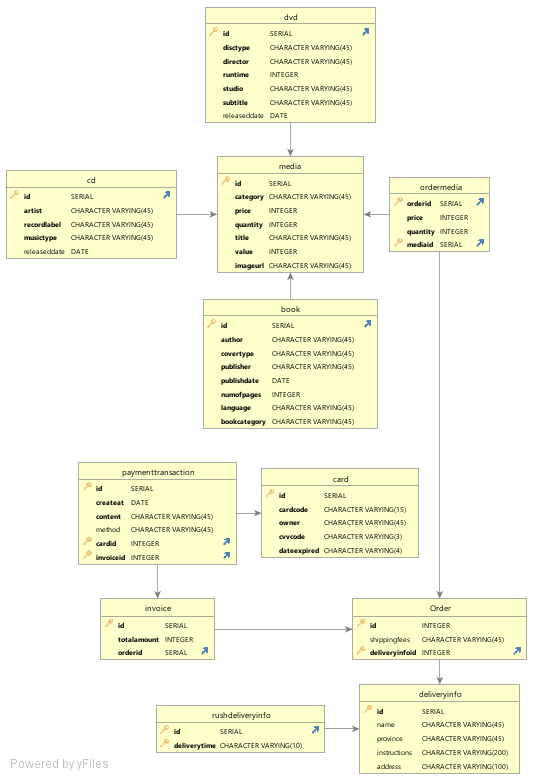 dvd
id SERIAL
disctype CHARACTER VARYING(45)
director CHARACTER VARYING(45)
runtime INTEGER
studio CHARACTER VARYING(45)
subtitle CHARACTER VARYING(45)
releaseddate DATE
cd
id SERIAL
artist CHARACTER VARYING(45)
recordlabel CHARACTER VARYING(45)
musictype CHARACTER VARYING(45)
releaseddate DATE
media
id SERIAL
category CHARACTER VARYING(45)
price INTEGER
quantity INTEGER
title CHARACTER VARYING(45)
value INTEGER
imageurl CHARACTER VARYING(45)
ordermedia
orderid SERIAL
price INTEGER
quantity INTEGER
mediaid SERIAL
book
id SERIAL
author CHARACTER VARYING(45)
covertype CHARACTER VARYING(45)
publisher CHARACTER VARYING(45)
publishdate DATE
numofpages INTEGER
language CHARACTER VARYING(45)
bookcategory CHARACTER VARYING(45)
paymenttransaction
id SERIAL
createat DATE
content CHARACTER VARYING(45)
method CHARACTER VARYING(45)
cardid INTEGER
invoiceid INTEGER
card
id SERIAL
cardcode CHARACTER VARYING(15)
owner CHARACTER VARYING(45)
cvvcode CHARACTER VARYING(3)
dateexpired CHARACTER VARYING(4)
invoice
id SERIAL
totalamount INTEGER
orderid SERIAL
Order
id INTEGER
shippingfees CHARACTER VARYING(45)
deliveryinfoid INTEGER
rushdeliveryinfo
id SERIAL
deliverytime CHARACTER VARYING(10)
deliveryinfo
id SERIAL
name CHARACTER VARYING(45)
province CHARACTER VARYING(45)
instructions CHARACTER VARYING(200)
address CHARACTER VARYING(100)
Powered by yFiles